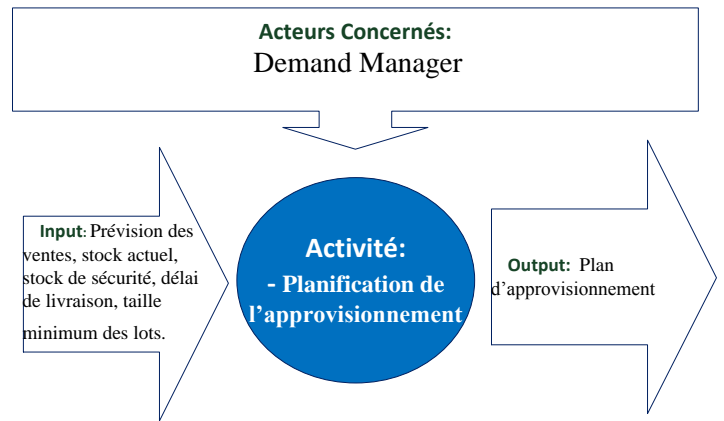 Acteurs Concernés:
Demand Manager
Input: Prévision des
ventes, stock actuel,
stock de sécurité, délai
de livraison, taille
minimum des lots.
Activité:
- Planification de
l’approvisionnement
Output: Plan
d’approvisionnement